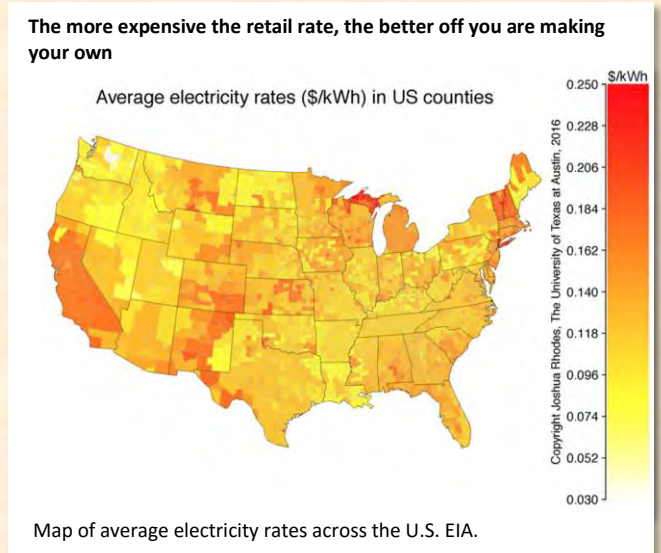 The more expensive the retail rate, the better off you are making
your own
Average electricity rates ($/kWh) in US counties
$/kWh
0.250
0.228
0.206
0.184
0.162
0.140
0.118
0.096
0.074
0.052
0.030
Copyright Joshua Rhodes, The University of Texas at Austin, 2016
Map of average electricity rates across the U.S. EIA.